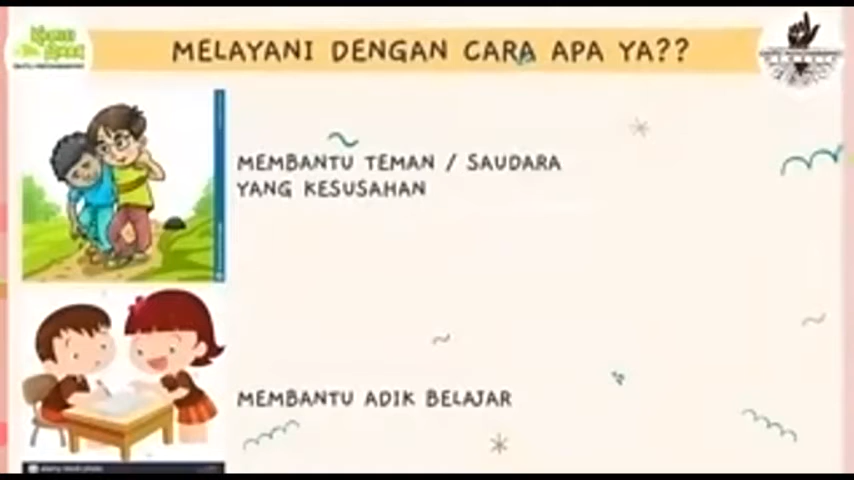 MELAYANI DENGAN CARA APA YA??
MEMBANTU TEMAN / SAUDARA
YANG KESUSAHAN
MEMBANTU ADIK BELAJAR